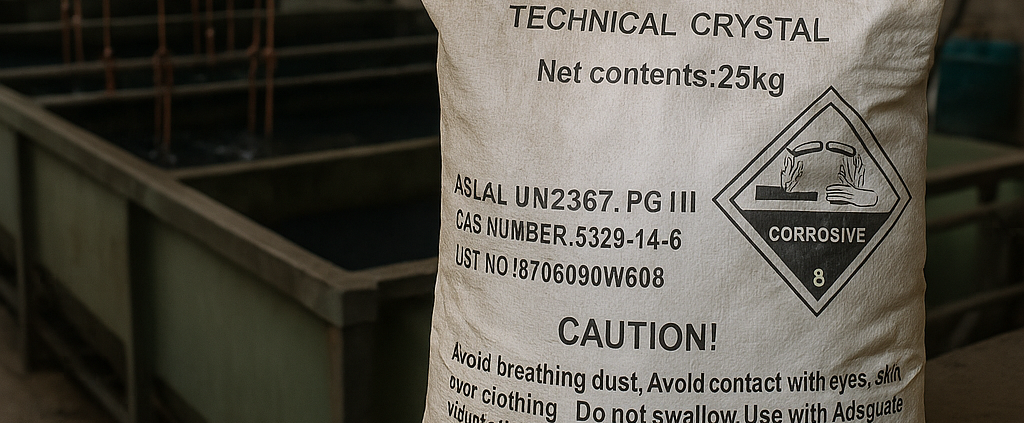 TECHNICAL CRYSTAL
Net contents:25kg
ASLAL UN2367. PG III
CAS NUMBER.5329-14-6
UST NO !8706090W608
CORROSIVE
8
CAUTION!
Avoid breathing dust, Avoid contact with eyes, skin,
ovor ciothing Do not swallow. Use with Adsguate